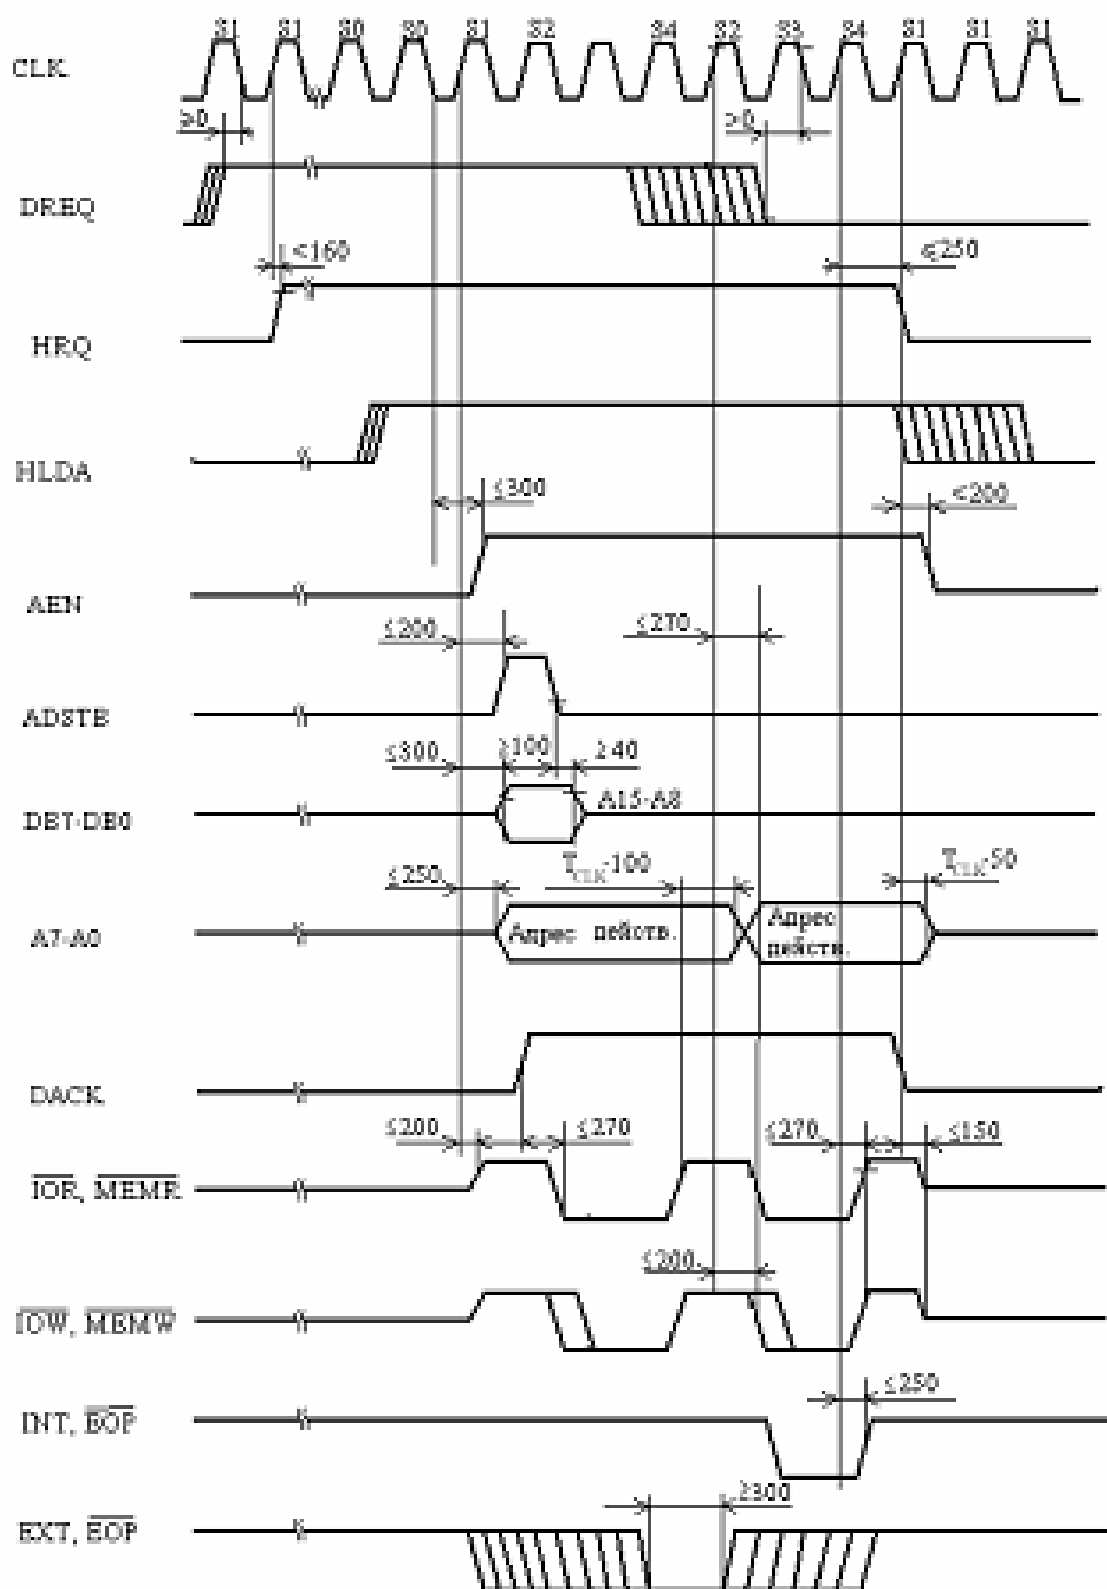 S1 S1 S0 S0 S1 S2 S4 S2 S3 S4 S1 S1 S1
CLK
>0 >0
DREQ
<160 ≤250
HRQ
HLDA
≤300 <200
AEN
≤200 ≤270
ADSTB
≤300 ≥100 ≥40
DB7-DB0 A15-A8
≤250 TCLK-100 TCLK-50
A7-A0 Адрес действ. Адрес действ.
DACK
≤200 ≤270 ≤270 ≤150
IOR, MEMR
≤200
IOW, MEMW
≤250
INT, EOP
≥300
EXT, EOP